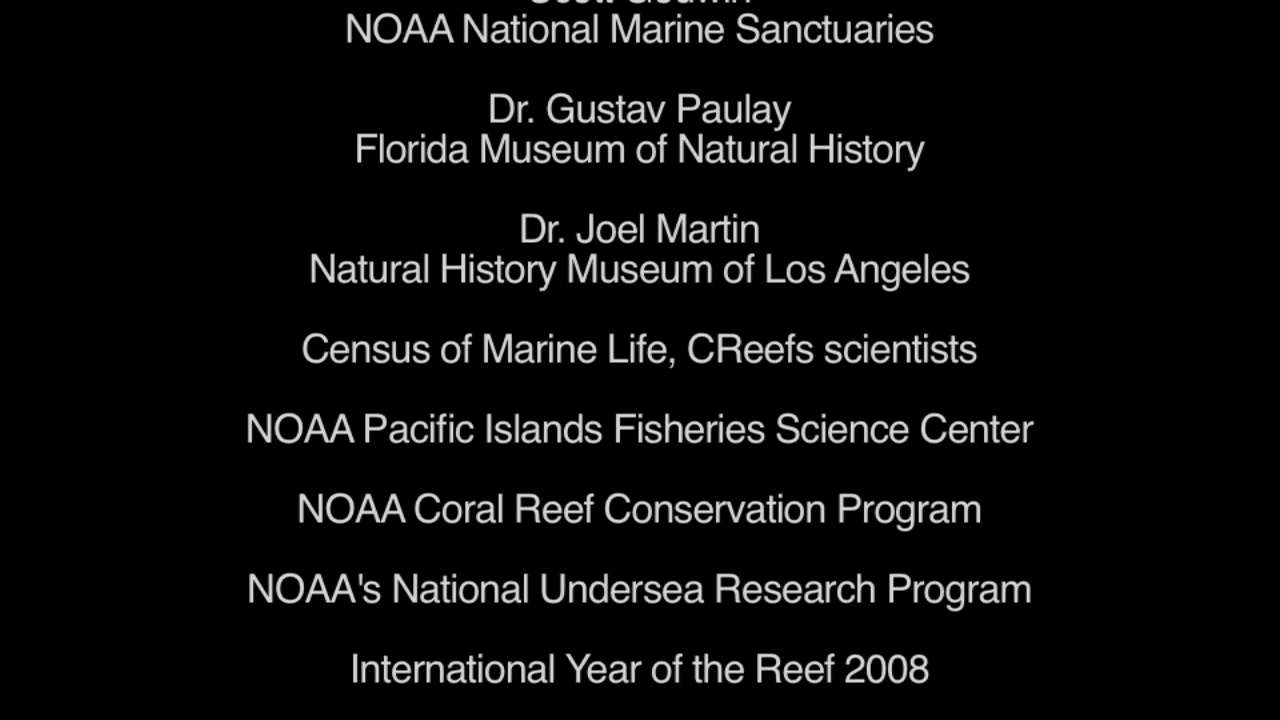 NOAA National Marine Sanctuaries
Dr. Gustav Paulay
Florida Museum of Natural History
Dr. Joel Martin
Natural History Museum of Los Angeles
Census of Marine Life, CReefs scientists
NOAA Pacific Islands Fisheries Science Center
NOAA Coral Reef Conservation Program
NOAA's National Undersea Research Program
International Year of the Reef 2008